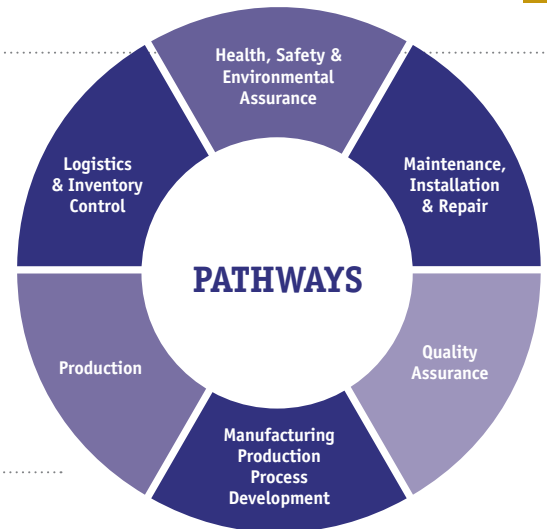 Health, Safety &
Environmental
Assurance
Logistics
& Inventory
Control
Maintenance,
Installation
& Repair
PATHWAYS
Production
Quality
Assurance
Manufacturing
Production
Process
Development